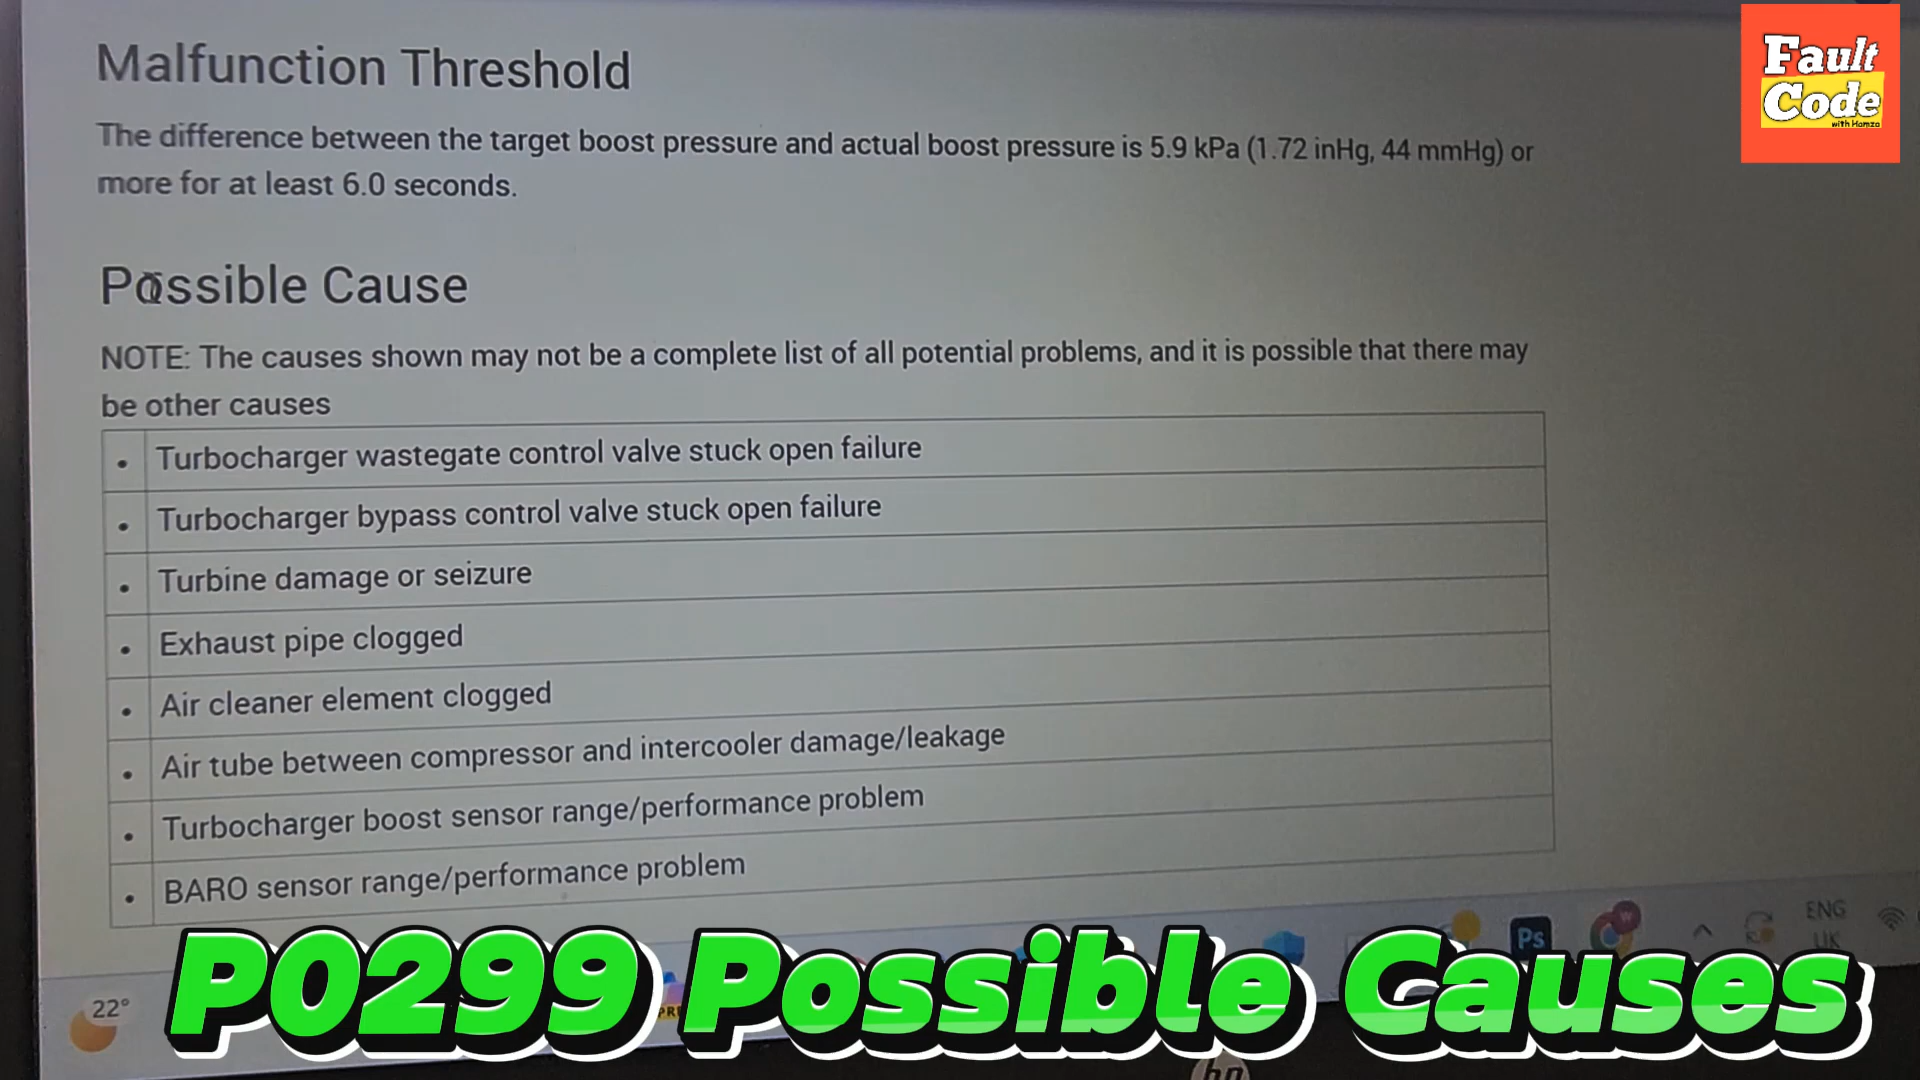 Malfunction Threshold
Fault
Code
with Hamza
The difference between the target boost pressure and actual boost pressure is 5.9 kPa (1.72 inHg, 44 mmHg) or
more for at least 6.0 seconds.
Possible Cause
NOTE: The causes shown may not be a complete list of all potential problems, and it is possible that there may
be other causes
• Turbocharger wastegate control valve stuck open failure
• Turbocharger bypass control valve stuck open failure
• Turbine damage or seizure
• Exhaust pipe clogged
• Air cleaner element clogged
• Air tube between compressor and intercooler damage/leakage
• Turbocharger boost sensor range/performance problem
• BARO sensor range/performance problem
Ps
W
ENG
UK
22°
P0299 Possible Causes
hp